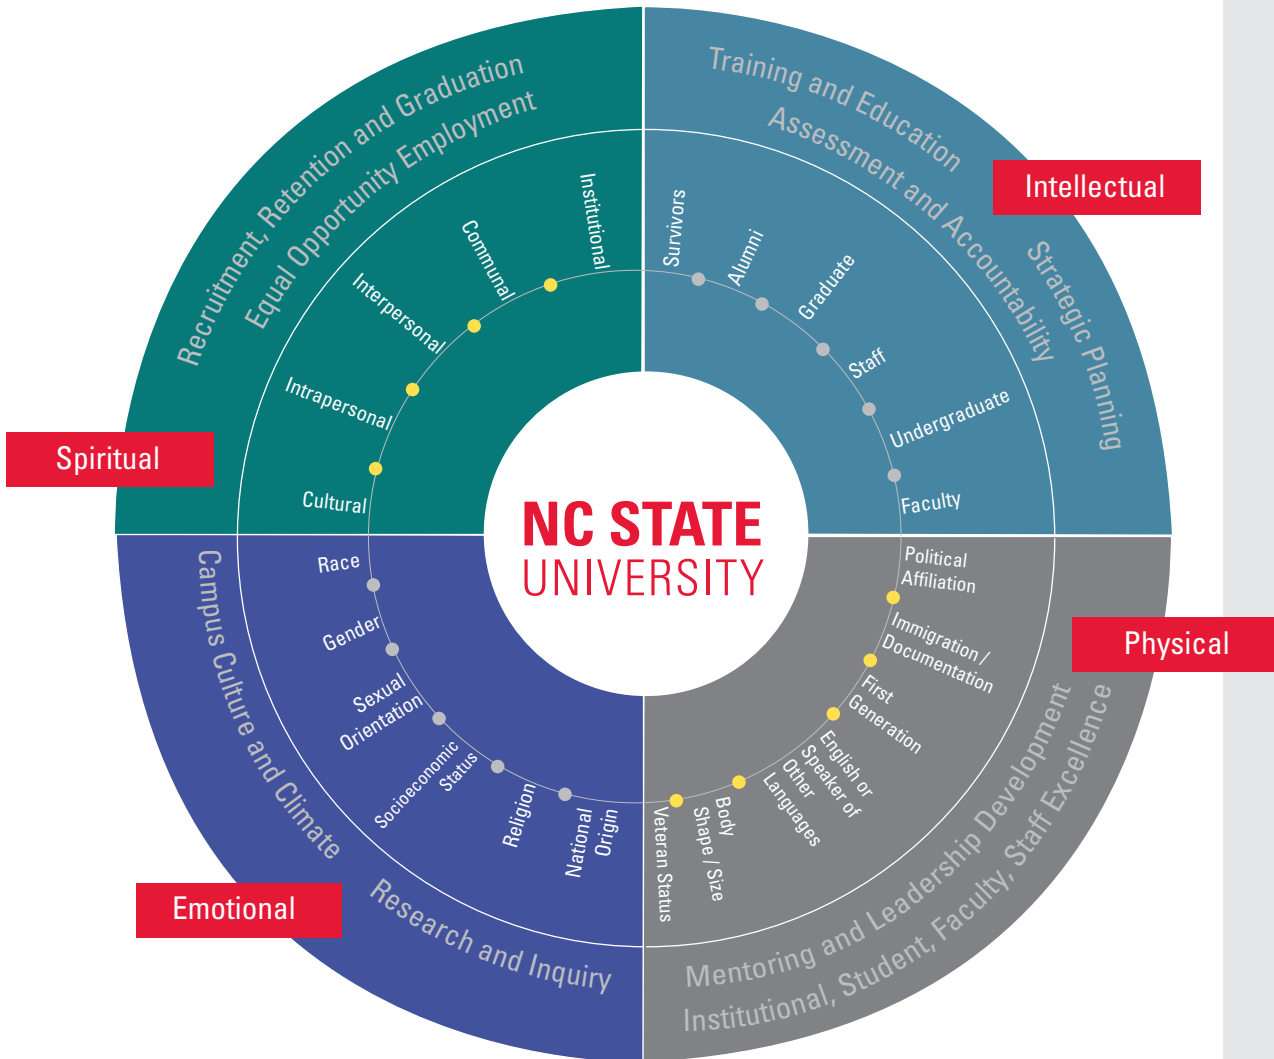 Recruitment, Retention and Graduation
Equal Opportunity Employment
Training and Education
Assessment and Accountability
Strategic Planning
Intellectual
Spiritual
Cultural
Intrapersonal
Interpersonal
Communal
Institutional
Survivors
Alumni
Graduate
Staff
Undergraduate
Faculty
NC STATE
UNIVERSITY
Race
Gender
Sexual
Orientation
Socioeconomic
Status
Religion
National
Origin
Political
Affiliation
Immigration /
Documentation
First
Generation
English or
Speaker of
Other
Languages
Body
Shape / Size
Veteran Status
Physical
Emotional
Campus Culture and Climate
Research and Inquiry
Mentoring and Leadership Development
Institutional, Student, Faculty, Staff Excellence